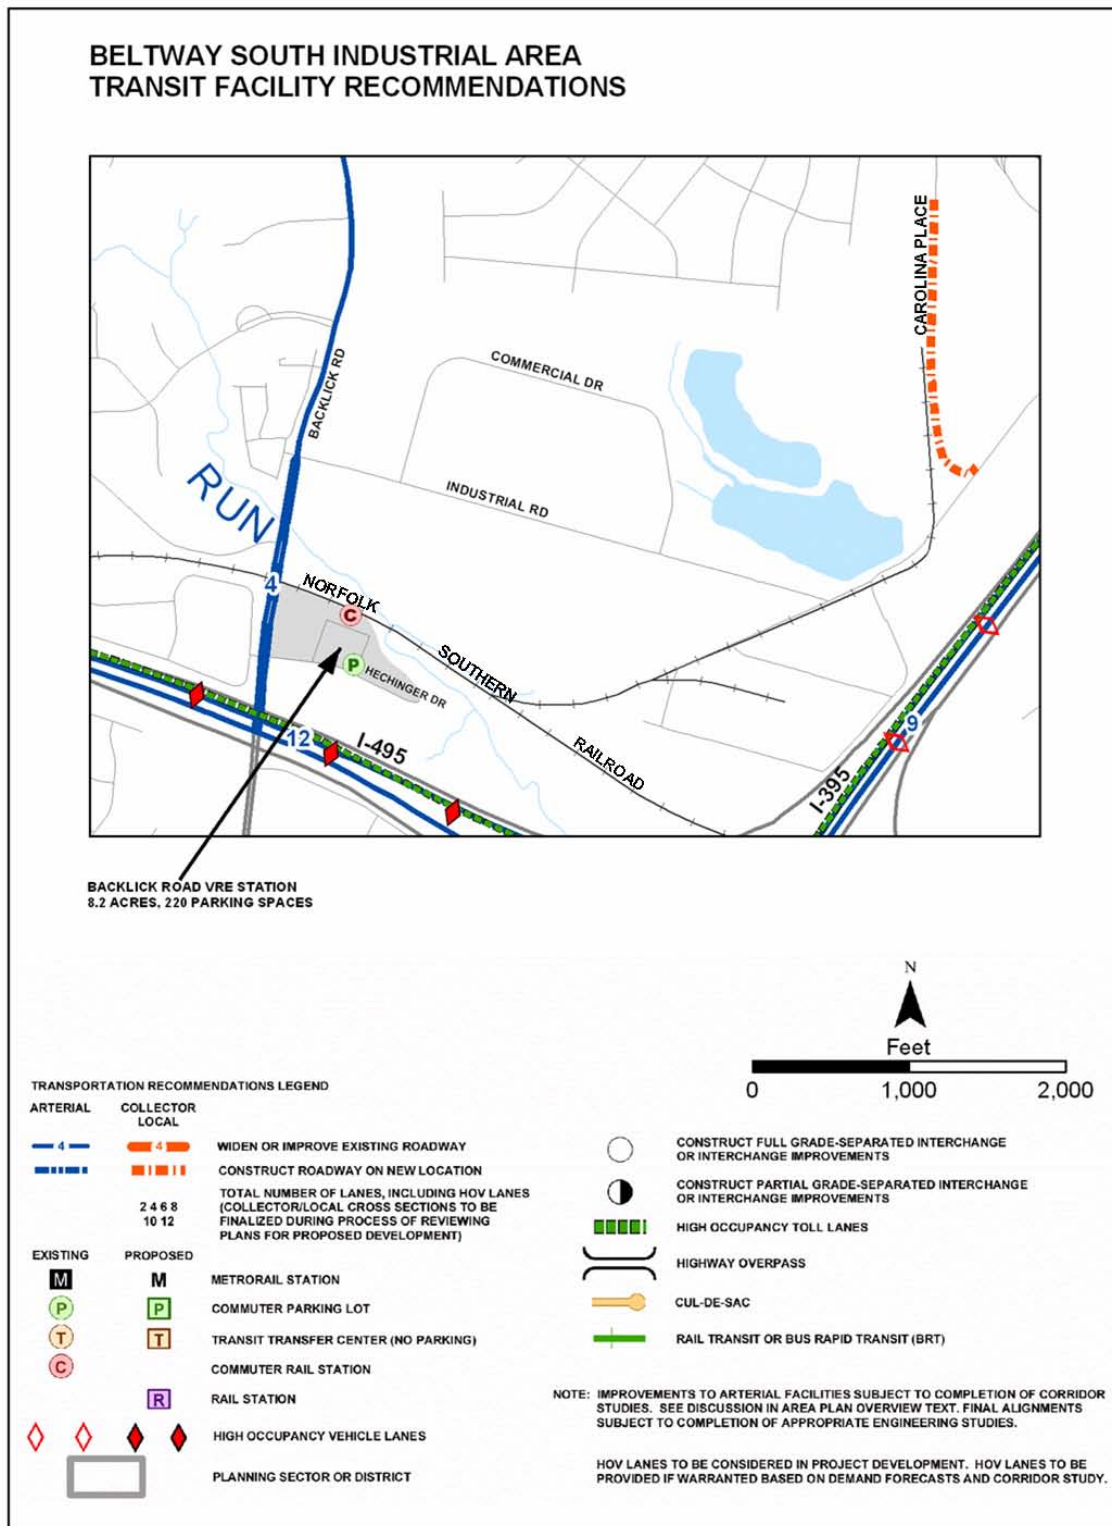 BELTWAY SOUTH INDUSTRIAL AREA
TRANSIT FACILITY RECOMMENDATIONS
CAROLINA PLACE
BACKLICK RD
COMMERCIAL DR
INDUSTRIAL RD
RUN
4
NORFOLK
C
SOUTHERN
P
HECHINGER DR
12
I-495
RAILROAD
9
I-395
BACKLICK ROAD VRE STATION
8.2 ACRES, 220 PARKING SPACES
N
Feet
0 1,000 2,000
TRANSPORTATION RECOMMENDATIONS LEGEND
ARTERIAL COLLECTOR
LOCAL
4 4 WIDEN OR IMPROVE EXISTING ROADWAY
CONSTRUCT ROADWAY ON NEW LOCATION
TOTAL NUMBER OF LANES, INCLUDING HOV LANES
2 4 6 8 (COLLECTOR/LOCAL CROSS SECTIONS TO BE
10 12 FINALIZED DURING PROCESS OF REVIEWING
PLANS FOR PROPOSED DEVELOPMENT)
EXISTING PROPOSED
M M METRORAIL STATION
P P COMMUTER PARKING LOT
T T TRANSIT TRANSFER CENTER (NO PARKING)
C COMMUTER RAIL STATION
R RAIL STATION
HIGH OCCUPANCY VEHICLE LANES
PLANNING SECTOR OR DISTRICT
CONSTRUCT FULL GRADE-SEPARATED INTERCHANGE
OR INTERCHANGE IMPROVEMENTS
CONSTRUCT PARTIAL GRADE-SEPARATED INTERCHANGE
OR INTERCHANGE IMPROVEMENTS
HIGH OCCUPANCY TOLL LANES
HIGHWAY OVERPASS
CUL-DE-SAC
RAIL TRANSIT OR BUS RAPID TRANSIT (BRT)
NOTE: IMPROVEMENTS TO ARTERIAL FACILITIES SUBJECT TO COMPLETION OF CORRIDOR
STUDIES. SEE DISCUSSION IN AREA PLAN OVERVIEW TEXT. FINAL ALIGNMENTS
SUBJECT TO COMPLETION OF APPROPRIATE ENGINEERING STUDIES.
HOV LANES TO BE CONSIDERED IN PROJECT DEVELOPMENT. HOV LANES TO BE
PROVIDED IF WARRANTED BASED ON DEMAND FORECASTS AND CORRIDOR STUDY.